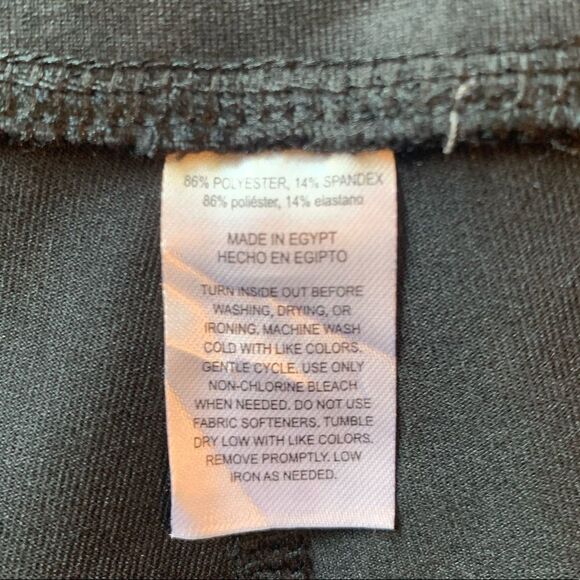 86% POLYESTER, 14% SPANDEX
86% poliéster, 14% elastano
MADE IN EGYPT
HECHO EN EGIPTO
TURN INSIDE OUT BEFORE
WASHING, DRYING, OR
IRONING. MACHINE WASH
COLD WITH LIKE COLORS.
GENTLE CYCLE. USE ONLY
NON-CHLORINE BLEACH
WHEN NEEDED. DO NOT USE
FABRIC SOFTENERS. TUMBLE
DRY LOW WITH LIKE COLORS.
REMOVE PROMPTLY. LOW
IRON AS NEEDED.